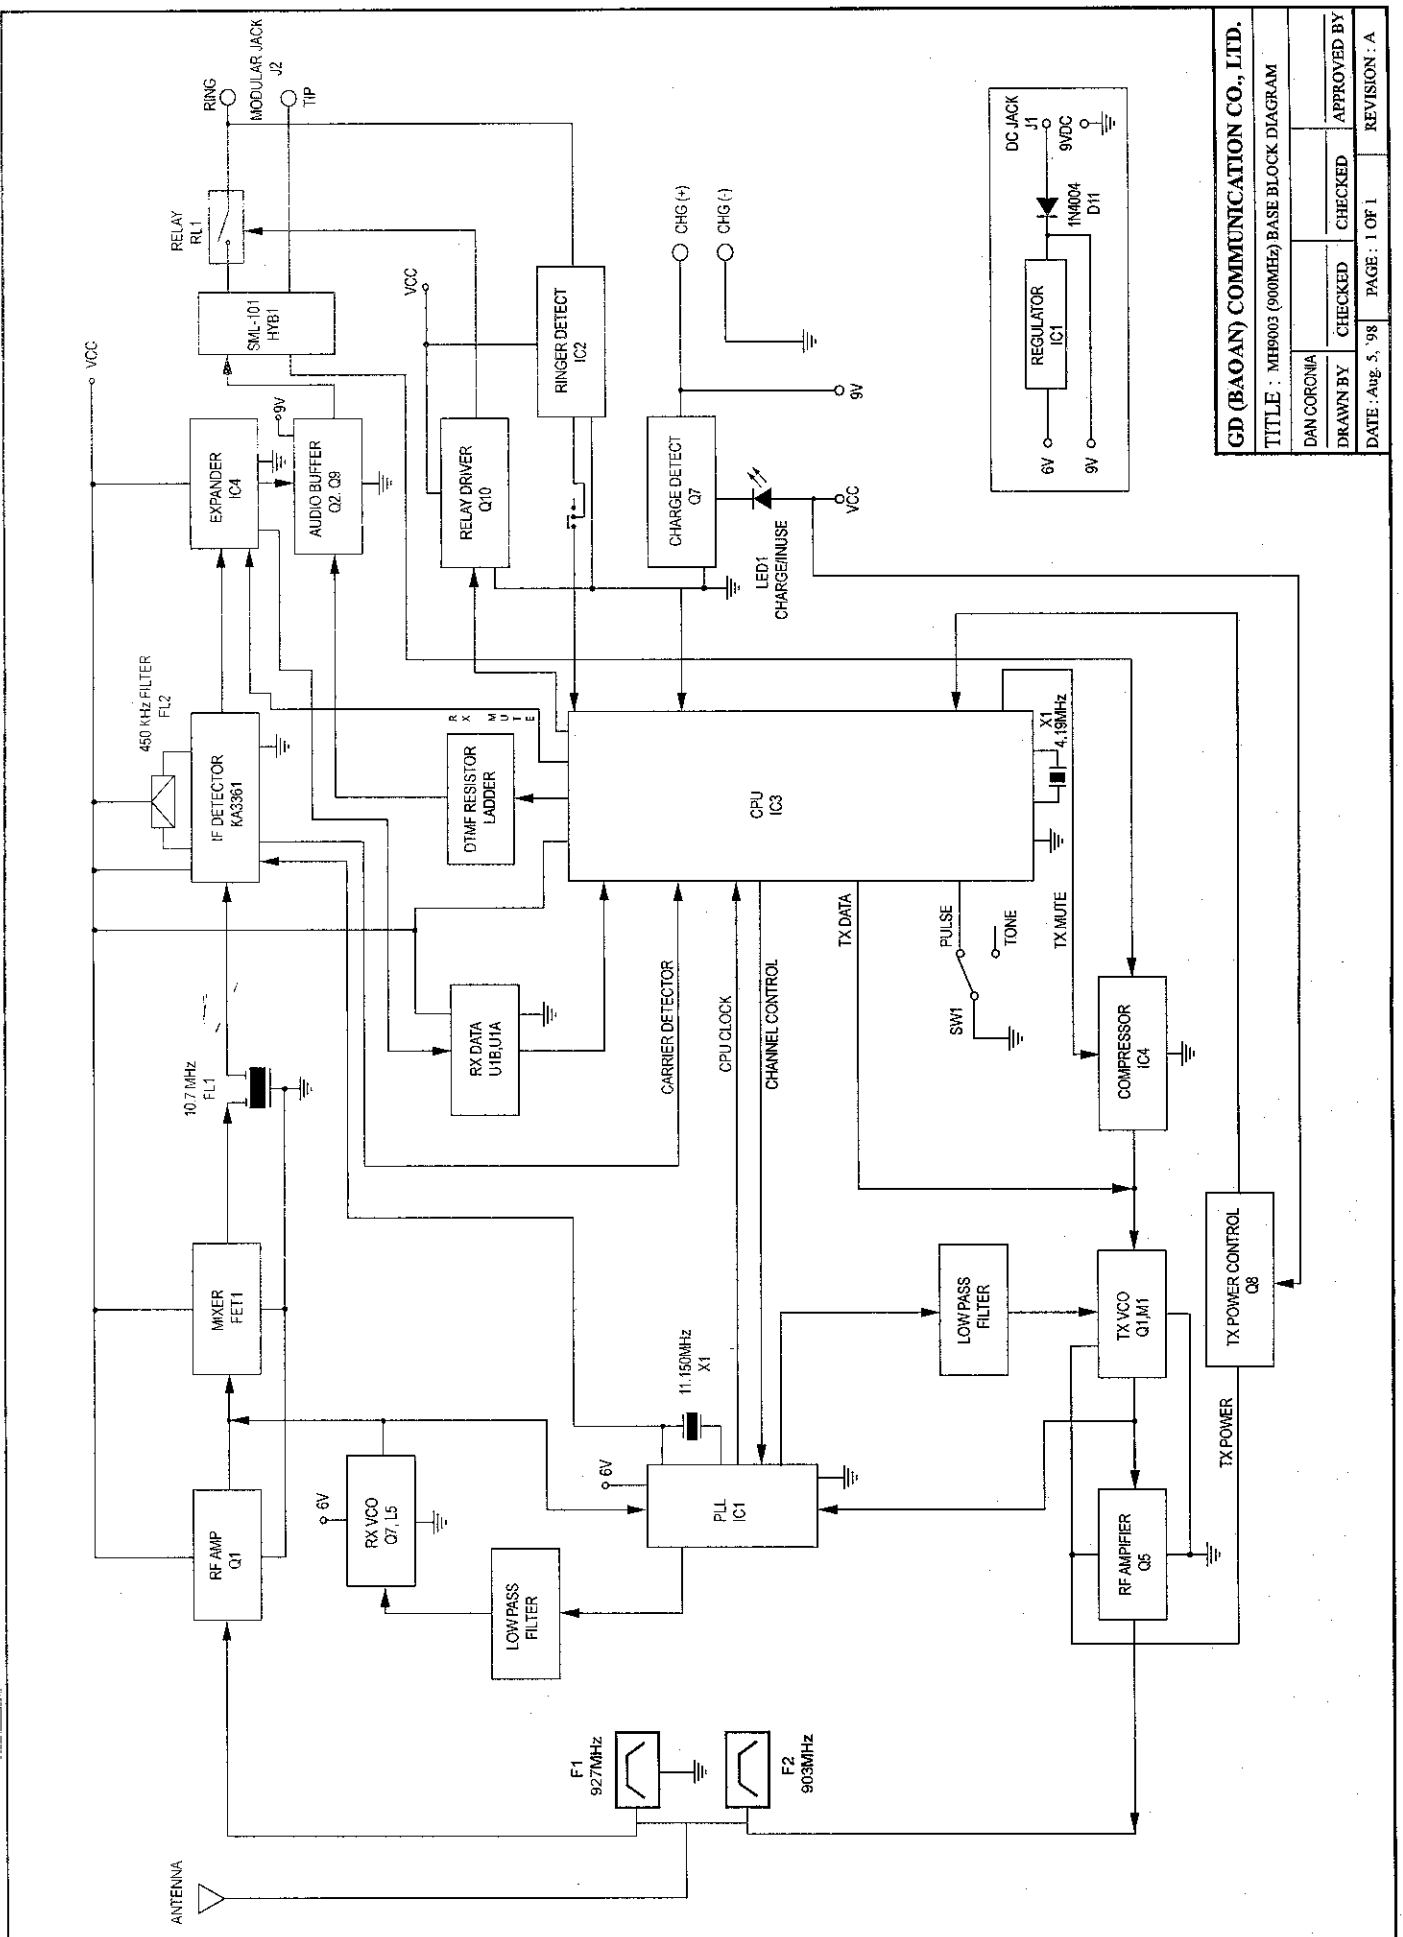 ANTENNA
F1
927MHz
F2
903MHz
RF AMP
Q1
MIXER
FET1
10.7 MHz
FL1
450 KHz FILTER
FL2
IF DETECTOR
KA3361
EXPANDER
IC4
VCC
9V
AUDIO BUFFER
Q2, Q9
SML-101
HYB1
RELAY
RL1
RING
MODULAR JACK
J2
TIP
6V
RX VCO
Q7, L5
LOW PASS
FILTER
6V
PLL
IC1
11.150MHz
X1
RX DATA
U1B,U1A
DTMF RESISTOR
LADDER
RX
MUTE
RELAY DRIVER
Q10
VCC
RINGER DETECT
IC2
CARRIER DETECTOR
CPU CLOCK
CHANNEL CONTROL
TX DATA
CPU
IC3
X1
4.19MHz
CHARGE DETECT
Q7
CHG (+)
CHG (-)
9V
LED1
CHARGE/INUSE
VCC
PULSE
TONE
SW1
TX MUTE
COMPRESSOR
IC4
LOW PASS
FILTER
TX VCO
Q1,M1
RF AMPIFIER
Q5
TX POWER
TX POWER CONTROL
Q8
DC JACK
J1
9VDC
1N4004
D11
REGULATOR
IC1
6V
9V
GD (BAOAN) COMMUNICATION CO., LTD.
TITLE : MH9003 (900MHz) BASE BLOCK DIAGRAM
DAN CORONIA
DRAWN BY CHECKED CHECKED APPROVED BY
DATE : Aug. 5, '98 PAGE : 1 OF 1 REVISION : A